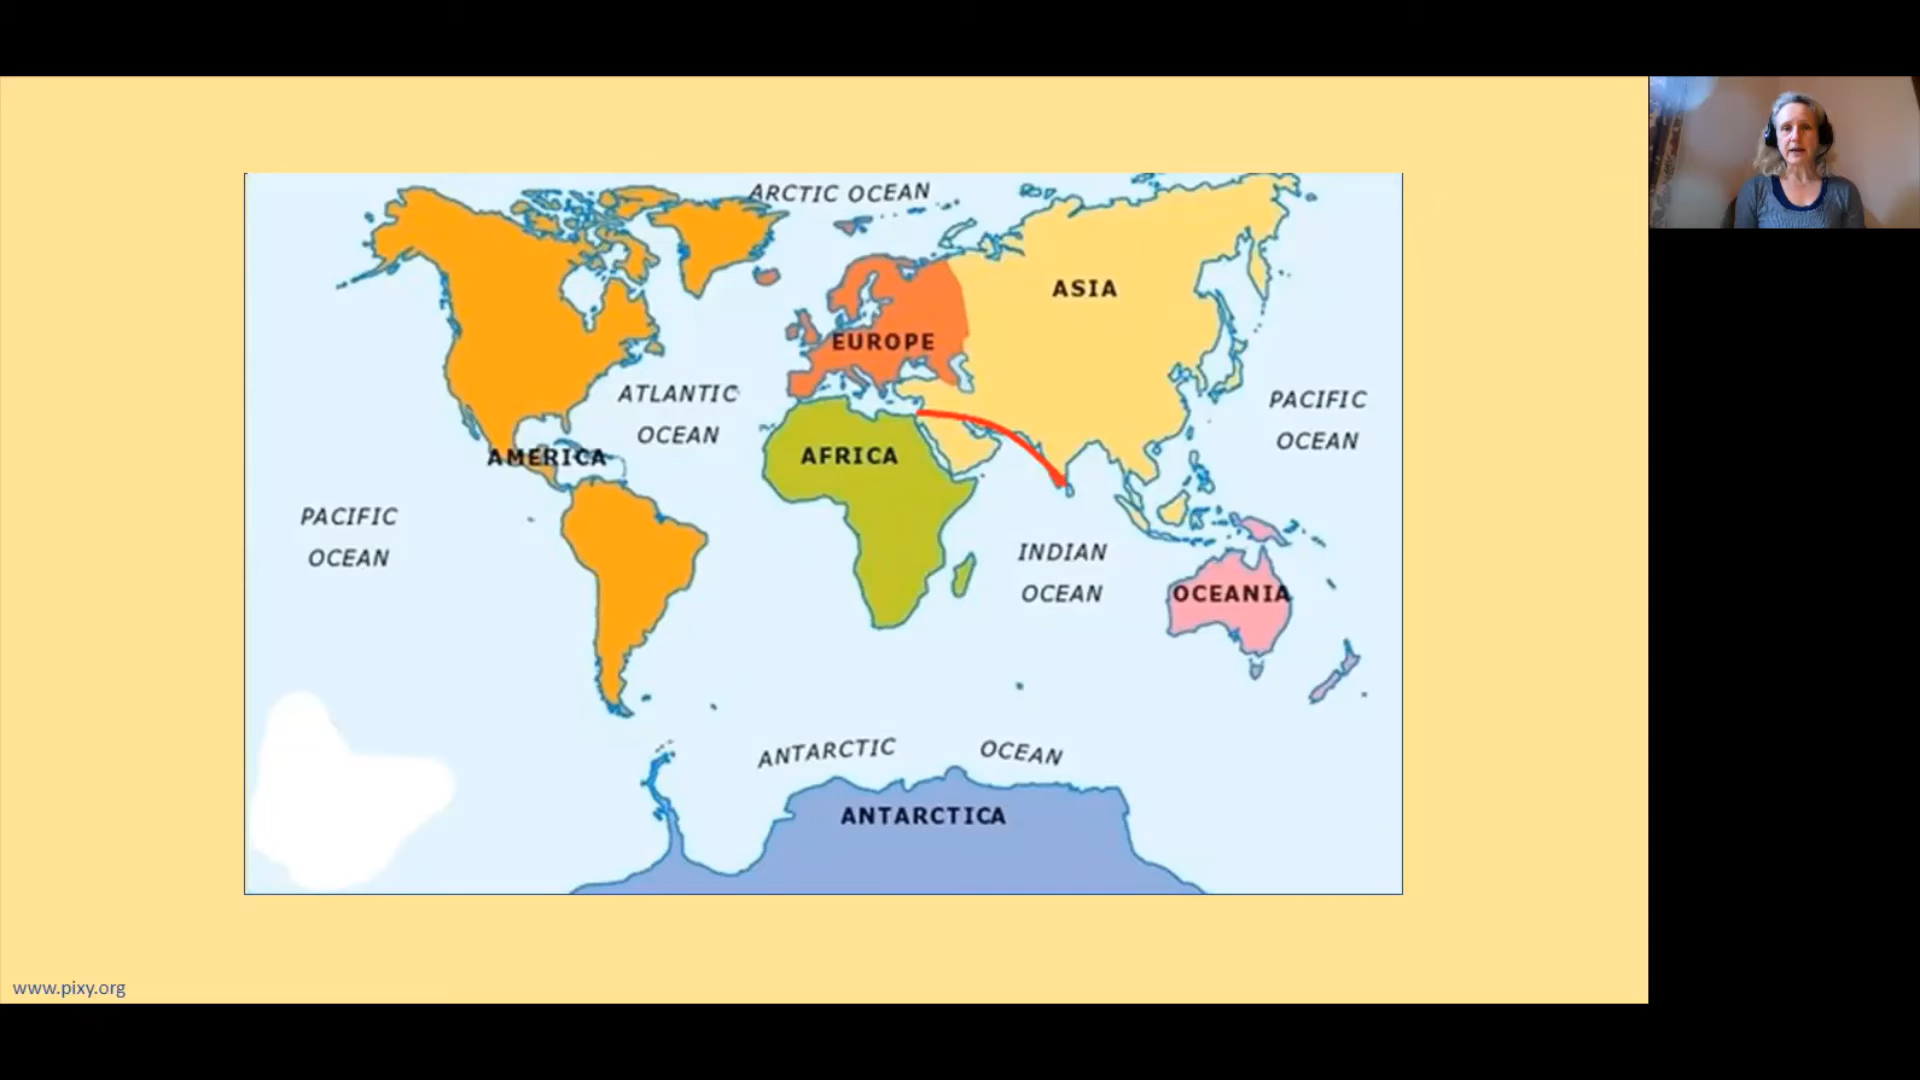 ARCTIC OCEAN
ASIA
EUROPE
ATLANTIC
OCEAN
PACIFIC
OCEAN
AMERICA
AFRICA
PACIFIC
OCEAN
INDIAN
OCEAN
OCEANIA
ANTARCTIC OCEAN
ANTARCTICA
www.pixy.org